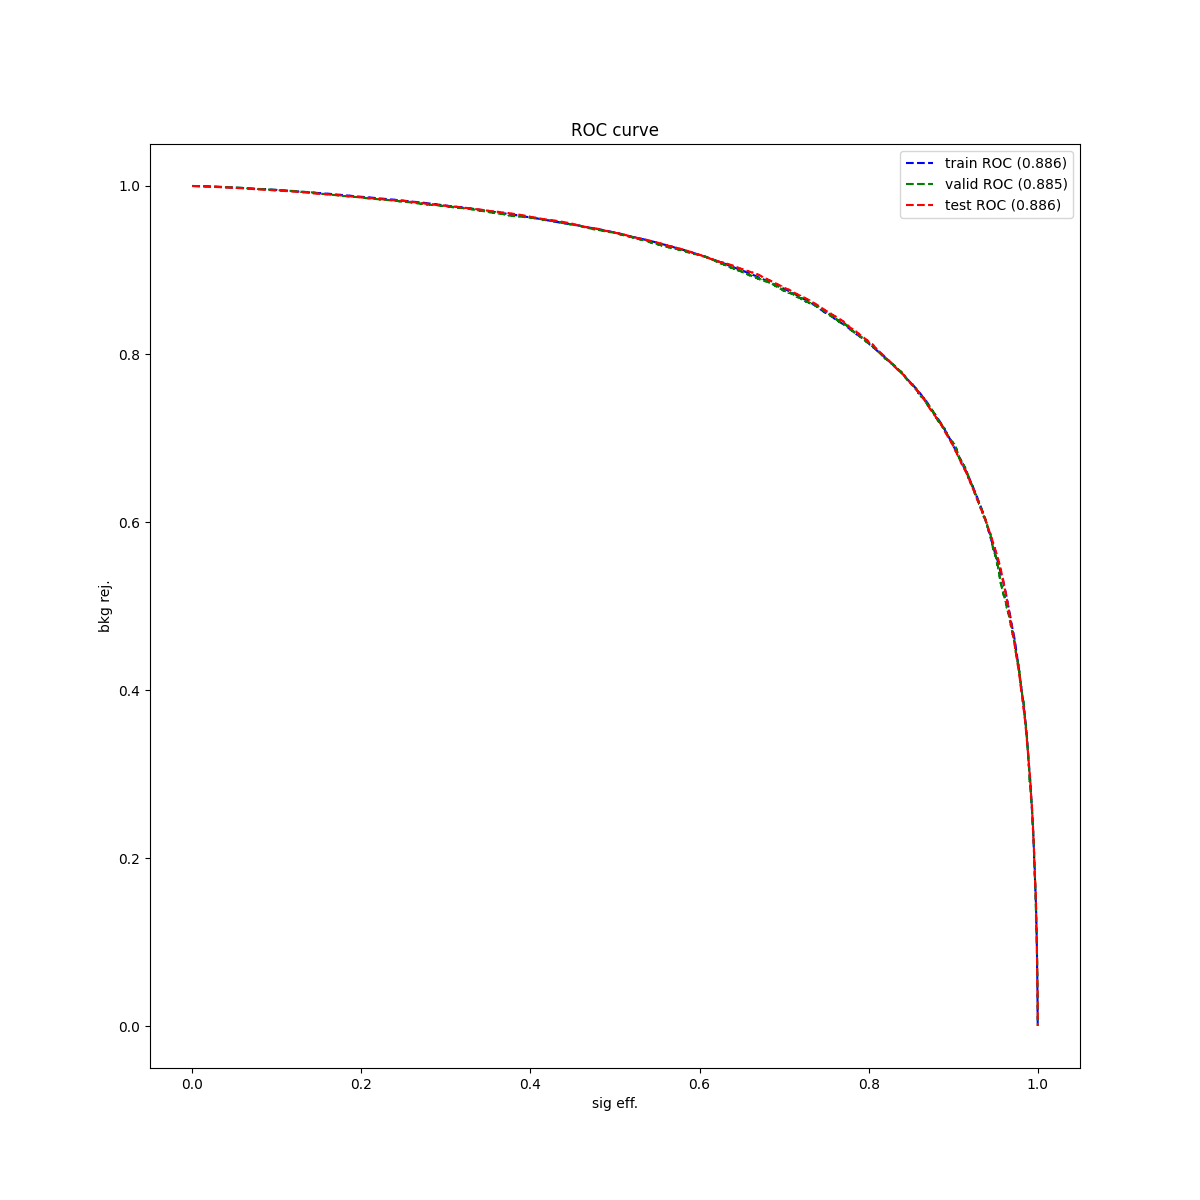 ROC curve
train ROC (0.886)
valid ROC (0.885)
test ROC (0.886)
1.0
0.8
0.6
0.4
0.2
0.0
bkg rej.
0.0 0.2 0.4 0.6 0.8 1.0
sig eff.